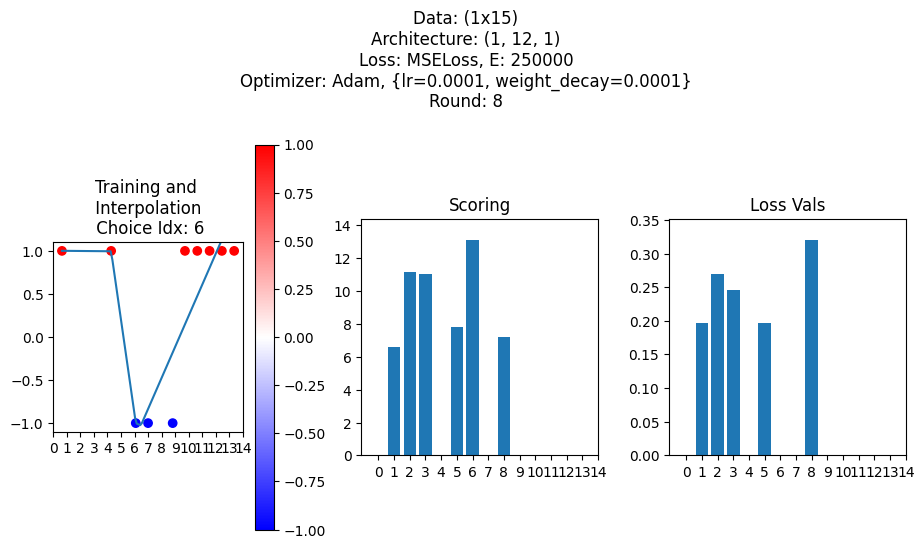 Data: (1x15)
Architecture: (1, 12, 1)
Loss: MSELoss, E: 250000
Optimizer: Adam, {lr=0.0001, weight_decay=0.0001}
Round: 8
Training and
Interpolation
Choice Idx: 6
1.0
0.5
0.0
−0.5
−1.0
0 1 2 3 4 5 6 7 8 9 10 11 12 13 14
1.00
0.75
0.50
0.25
0.00
−0.25
−0.50
−0.75
−1.00
Scoring
14
12
10
8
6
4
2
0
0 1 2 3 4 5 6 7 8 9 10 11 12 13 14
Loss Vals
0.35
0.30
0.25
0.20
0.15
0.10
0.05
0.00
0 1 2 3 4 5 6 7 8 9 10 11 12 13 14